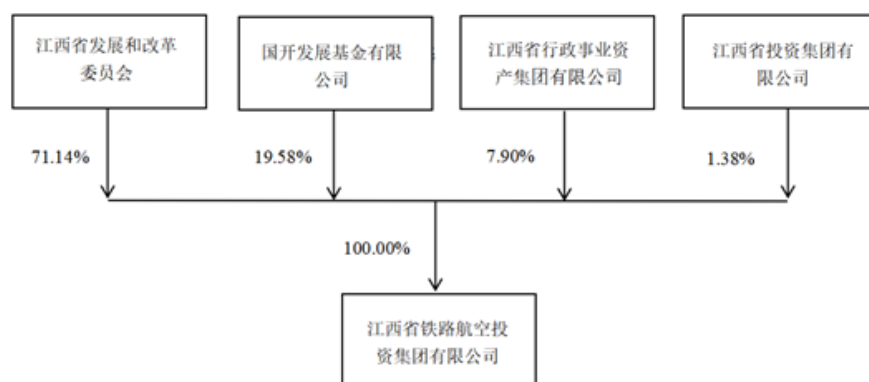 江西省发展和改革
委员会
国开发展基金有限
公司
江西省行政事业资
产集团有限公司
江西省投资集团有
限公司
71.14%
19.58%
7.90%
1.38%
100.00%
江西省铁路航空投
资集团有限公司